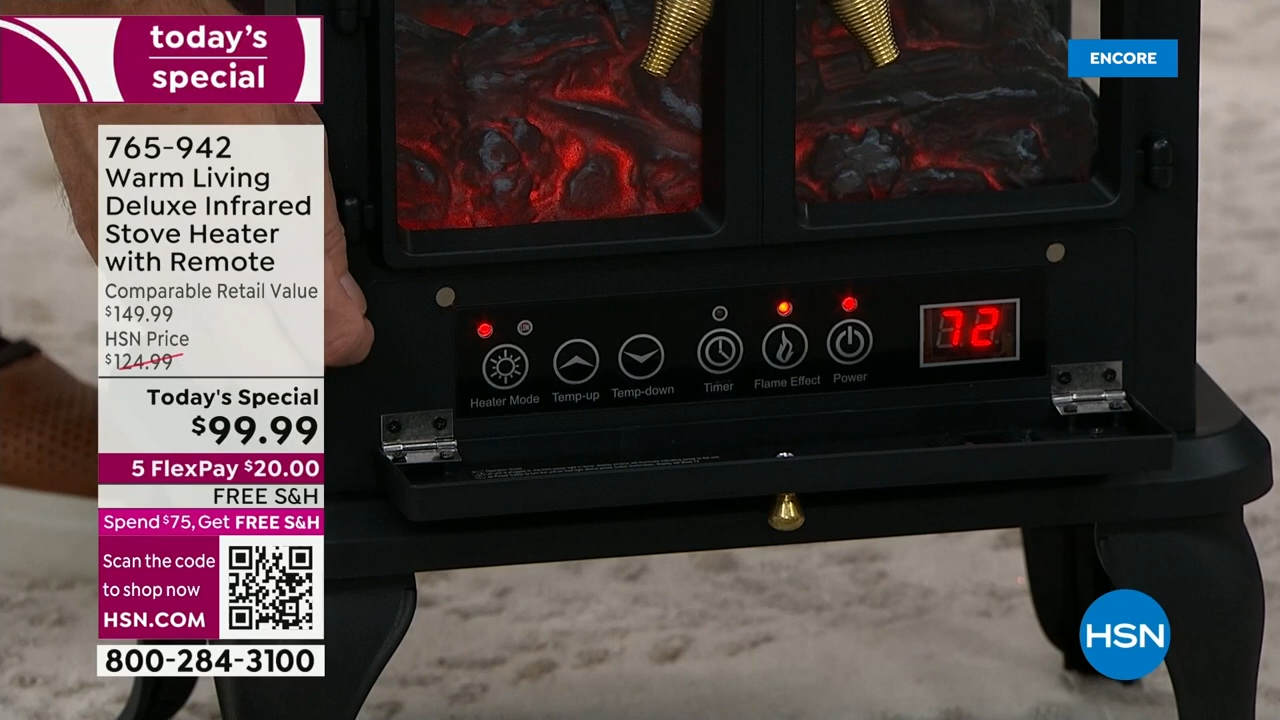 today's
special
ENCORE
765-942
Warm Living
Deluxe Infrared
Stove Heater
with Remote
Comparable Retail Value
$149.99
HSN Price
$124.99
Today's Special
$99.99
5 FlexPay $20.00
FREE S&H
Spend $75, Get FREE S&H
Scan the code
to shop now
HSN.COM
800-284-3100
LOW
72
Heater Mode
Temp-up
Temp-down
Timer
Flame Effect
Power
HSN